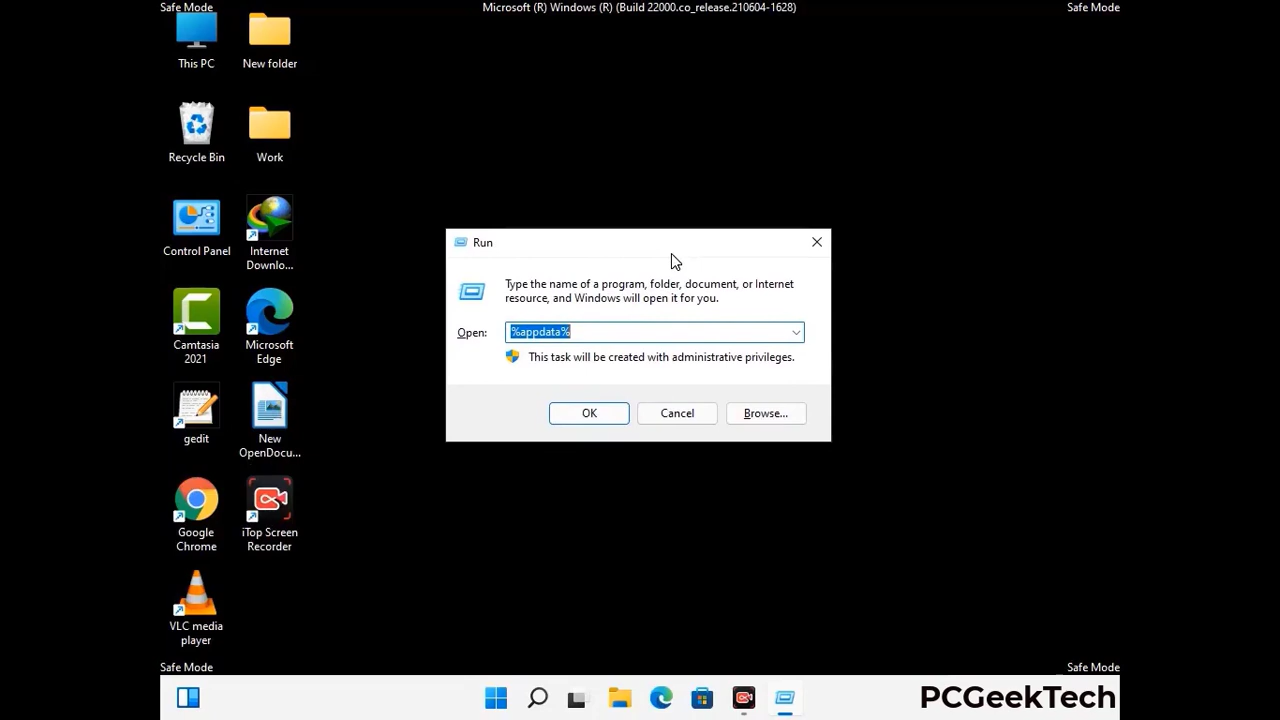 Safe Mode
Microsoft (R) Windows (R) (Build 22000.co_release.210604-1628)
Safe Mode
This PC
New folder
Recycle Bin
Work
Control Panel
Internet
Downlo...
Camtasia
2021
Microsoft
Edge
gedit
New
OpenDocu...
Google
Chrome
iTop Screen
Recorder
VLC media
player
Run
Type the name of a program, folder, document, or Internet
resource, and Windows will open it for you.
Open:
%appdata%
This task will be created with administrative privileges.
OK
Cancel
Browse...
Safe Mode
Safe Mode
PCGeekTech